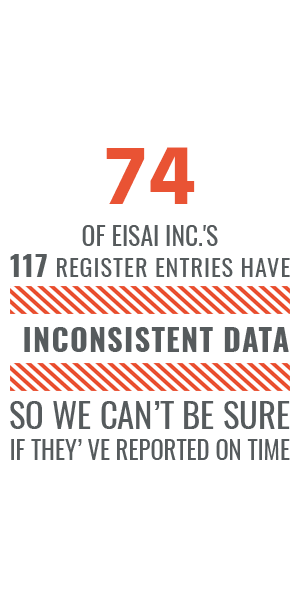 74
OF EISAI INC.'S
117 REGISTER ENTRIES HAVE
INCONSISTENT DATA
SO WE CAN’T BE SURE
IF THEY’ VE REPORTED ON TIME